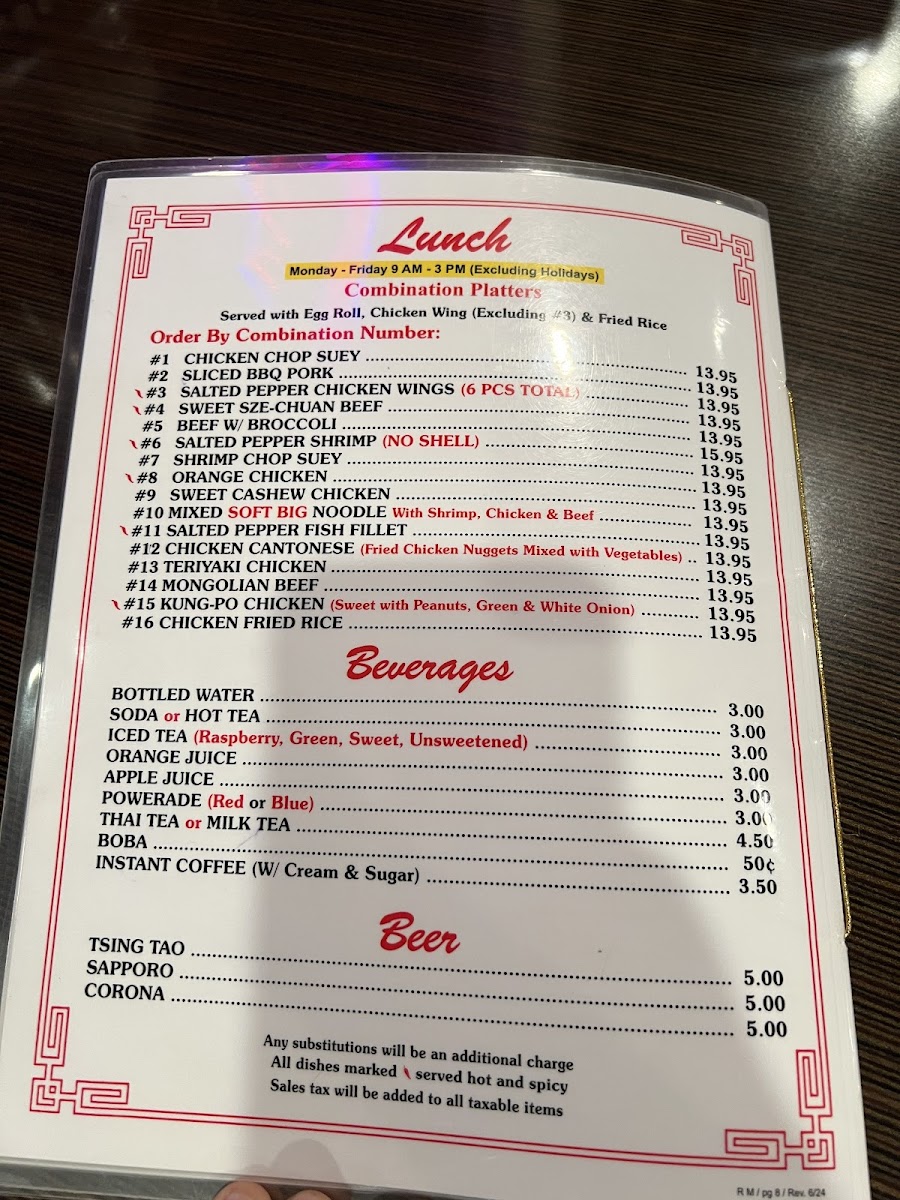 Lunch
Monday - Friday 9 AM - 3 PM (Excluding Holidays)
Combination Platters
Served with Egg Roll, Chicken Wing (Excluding #3) & Fried Rice
Order By Combination Number:
#1 CHICKEN CHOP SUEY 13.95
#2 SLICED BBQ PORK 13.95
#3 SALTED PEPPER CHICKEN WINGS (6 PCS TOTAL) 13.95
#4 SWEET SZE-CHUAN BEEF 13.95
#5 BEEF W/ BROCCOLI 13.95
#6 SALTED PEPPER SHRIMP (NO SHELL) 15.95
#7 SHRIMP CHOP SUEY 13.95
#8 ORANGE CHICKEN 13.95
#9 SWEET CASHEW CHICKEN 13.95
#10 MIXED SOFT BIG NOODLE With Shrimp, Chicken & Beef 13.95
#11 SALTED PEPPER FISH FILLET 13.95
#12 CHICKEN CANTONESE (Fried Chicken Nuggets Mixed with Vegetables) 13.95
#13 TERIYAKI CHICKEN 13.95
#14 MONGOLIAN BEEF 13.95
#15 KUNG-PO CHICKEN (Sweet with Peanuts, Green & White Onion) 13.95
#16 CHICKEN FRIED RICE 13.95
Beverages
BOTTLED WATER 3.00
SODA or HOT TEA 3.00
ICED TEA (Raspberry, Green, Sweet, Unsweetened) 3.00
ORANGE JUICE 3.00
APPLE JUICE 3.00
POWERADE (Red or Blue) 3.00
THAI TEA or MILK TEA 4.50
BOBA 50¢
INSTANT COFFEE (W/ Cream & Sugar) 3.50
Beer
TSING TAO 5.00
SAPPORO 5.00
CORONA 5.00
Any substitutions will be an additional charge
All dishes marked served hot and spicy
Sales tax will be added to all taxable items
R M / pg 8 / Rev. 6/24